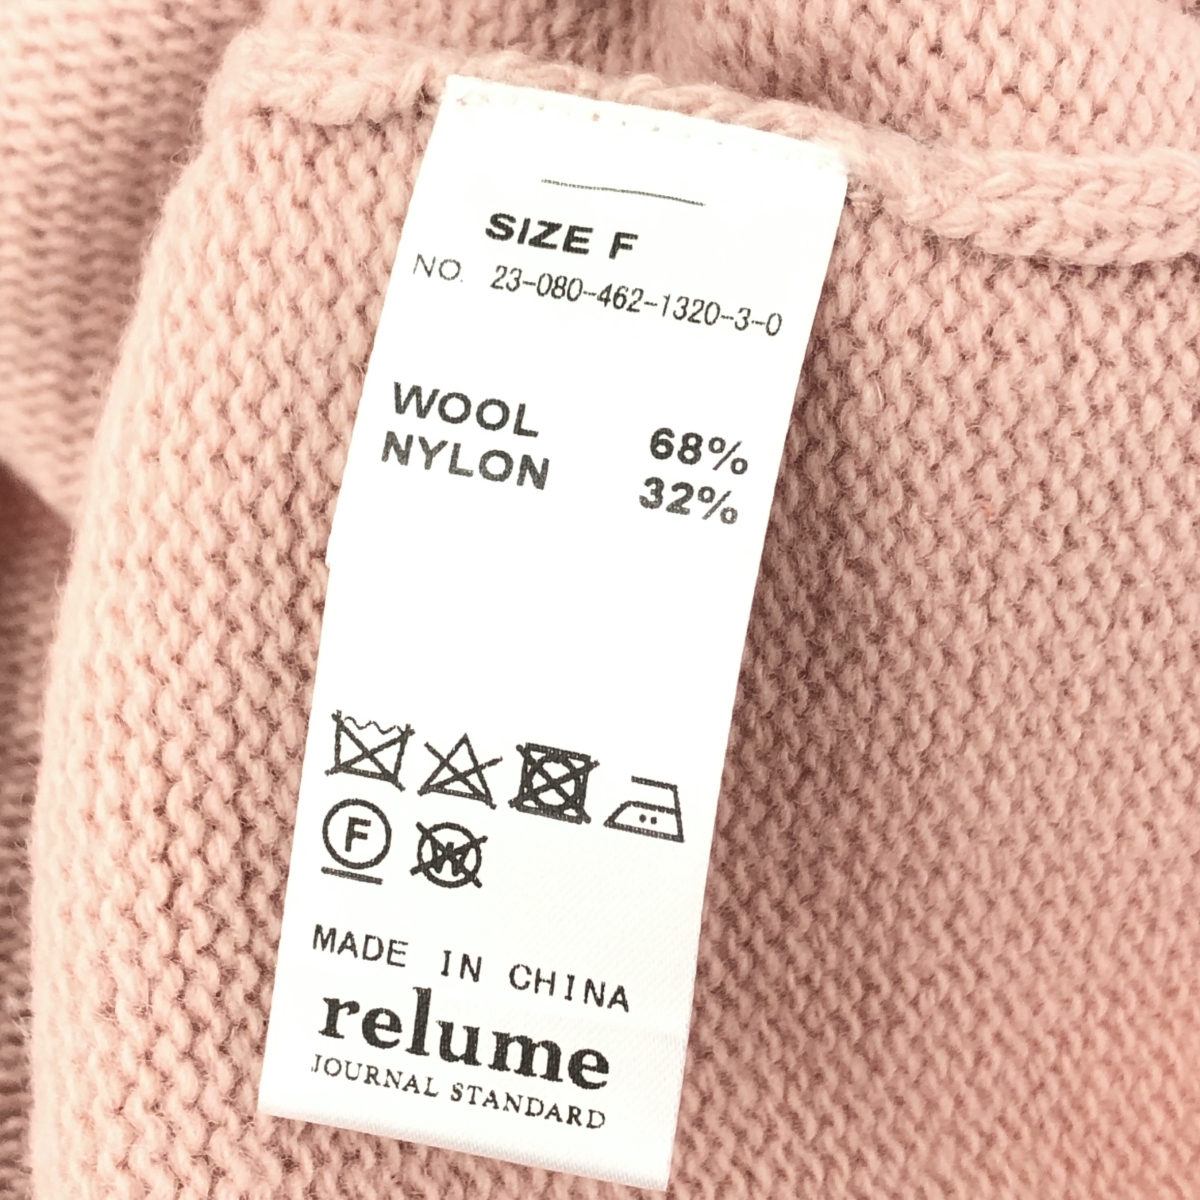 SIZE F
NO. 23-080-462-1320-3-0
WOOL 68%
NYLON 32%
F W
MADE IN CHINA
relume
JOURNAL STANDARD